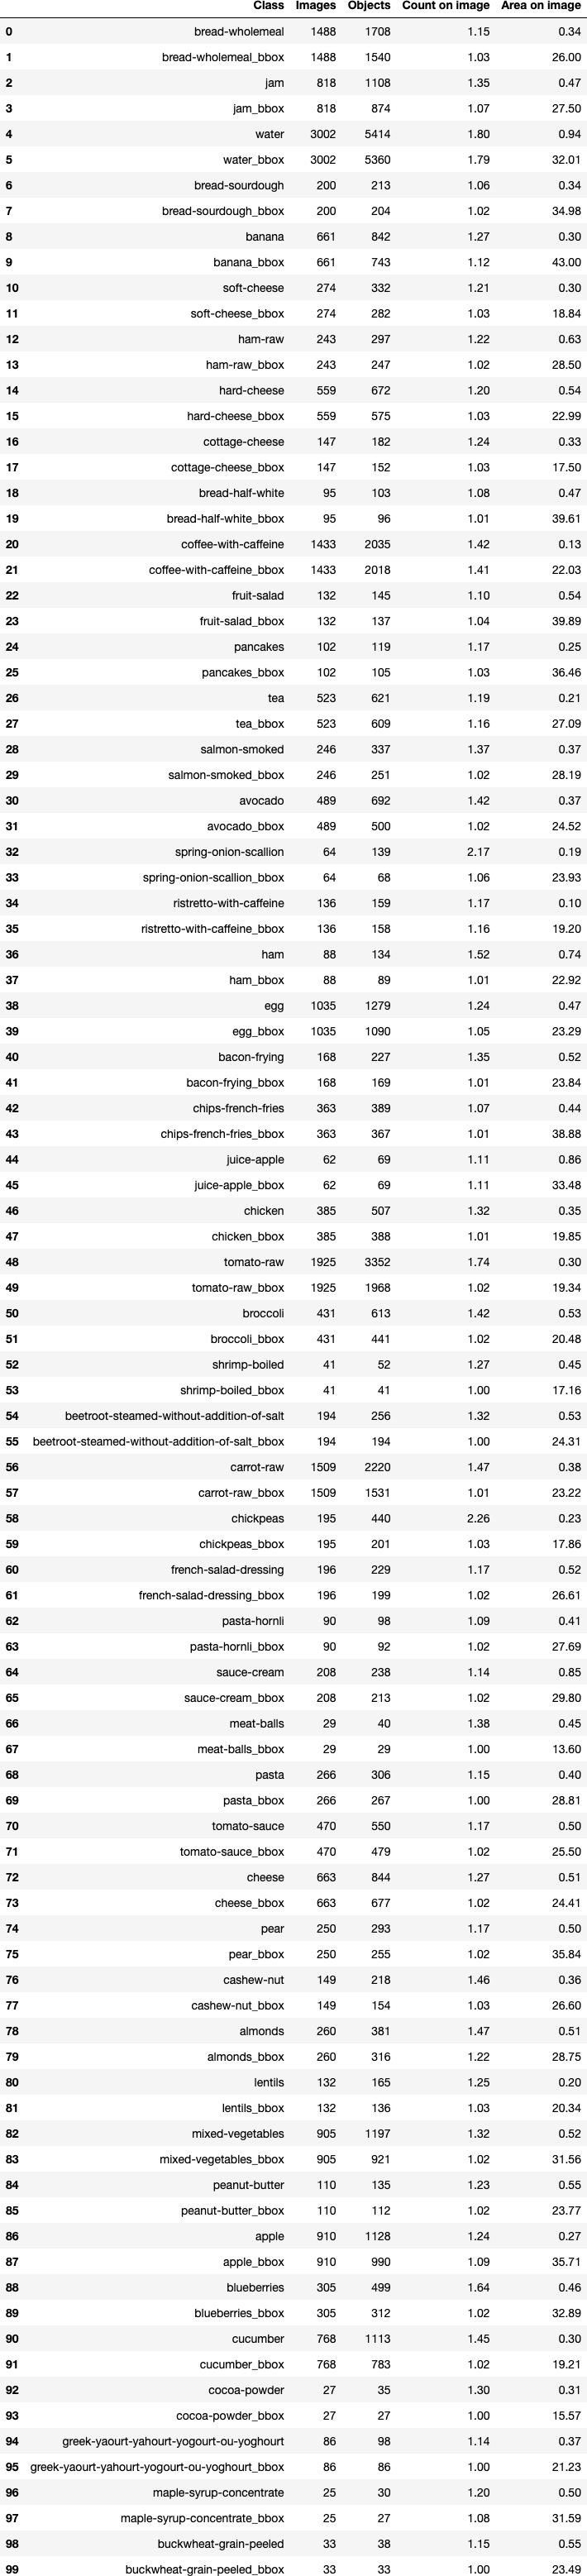 Class Images Objects Count on image Area on image
0 bread-wholemeal 1488 1708 1.15 0.34
1 bread-wholemeal_bbox 1488 1540 1.03 26.00
2 jam 818 1108 1.35 0.47
3 jam_bbox 818 874 1.07 27.50
4 water 3002 5414 1.80 0.94
5 water_bbox 3002 5360 1.79 32.01
6 bread-sourdough 200 213 1.06 0.34
7 bread-sourdough_bbox 200 204 1.02 34.98
8 banana 661 842 1.27 0.30
9 banana_bbox 661 743 1.12 43.00
10 soft-cheese 274 332 1.21 0.30
11 soft-cheese_bbox 274 282 1.03 18.84
12 ham-raw 243 297 1.22 0.63
13 ham-raw_bbox 243 247 1.02 28.50
14 hard-cheese 559 672 1.20 0.54
15 hard-cheese_bbox 559 575 1.03 22.99
16 cottage-cheese 147 182 1.24 0.33
17 cottage-cheese_bbox 147 152 1.03 17.50
18 bread-half-white 95 103 1.08 0.47
19 bread-half-white_bbox 95 96 1.01 39.61
20 coffee-with-caffeine 1433 2035 1.42 0.13
21 coffee-with-caffeine_bbox 1433 2018 1.41 22.03
22 fruit-salad 132 145 1.10 0.54
23 fruit-salad_bbox 132 137 1.04 39.89
24 pancakes 102 119 1.17 0.25
25 pancakes_bbox 102 105 1.03 36.46
26 tea 523 621 1.19 0.21
27 tea_bbox 523 609 1.16 27.09
28 salmon-smoked 246 337 1.37 0.37
29 salmon-smoked_bbox 246 251 1.02 28.19
30 avocado 489 692 1.42 0.37
31 avocado_bbox 489 500 1.02 24.52
32 spring-onion-scallion 64 139 2.17 0.19
33 spring-onion-scallion_bbox 64 68 1.06 23.93
34 ristretto-with-caffeine 136 159 1.17 0.10
35 ristretto-with-caffeine_bbox 136 158 1.16 19.20
36 ham 88 134 1.52 0.74
37 ham_bbox 88 89 1.01 22.92
38 egg 1035 1279 1.24 0.47
39 egg_bbox 1035 1090 1.05 23.29
40 bacon-frying 168 227 1.35 0.52
41 bacon-frying_bbox 168 169 1.01 23.84
42 chips-french-fries 363 389 1.07 0.44
43 chips-french-fries_bbox 363 367 1.01 38.88
44 juice-apple 62 69 1.11 0.86
45 juice-apple_bbox 62 69 1.11 33.48
46 chicken 385 507 1.32 0.35
47 chicken_bbox 385 388 1.01 19.85
48 tomato-raw 1925 3352 1.74 0.30
49 tomato-raw_bbox 1925 1968 1.02 19.34
50 broccoli 431 613 1.42 0.53
51 broccoli_bbox 431 441 1.02 20.48
52 shrimp-boiled 41 52 1.27 0.45
53 shrimp-boiled_bbox 41 41 1.00 17.16
54 beetroot-steamed-without-addition-of-salt 194 256 1.32 0.53
55 beetroot-steamed-without-addition-of-salt_bbox 194 194 1.00 24.31
56 carrot-raw 1509 2220 1.47 0.38
57 carrot-raw_bbox 1509 1531 1.01 23.22
58 chickpeas 195 440 2.26 0.23
59 chickpeas_bbox 195 201 1.03 17.86
60 french-salad-dressing 196 229 1.17 0.52
61 french-salad-dressing_bbox 196 199 1.02 26.61
62 pasta-hornli 90 98 1.09 0.41
63 pasta-hornli_bbox 90 92 1.02 27.69
64 sauce-cream 208 238 1.14 0.85
65 sauce-cream_bbox 208 213 1.02 29.80
66 meat-balls 29 40 1.38 0.45
67 meat-balls_bbox 29 29 1.00 13.60
68 pasta 266 306 1.15 0.40
69 pasta_bbox 266 267 1.00 28.81
70 tomato-sauce 470 550 1.17 0.50
71 tomato-sauce_bbox 470 479 1.02 25.50
72 cheese 663 844 1.27 0.51
73 cheese_bbox 663 677 1.02 24.41
74 pear 250 293 1.17 0.50
75 pear_bbox 250 255 1.02 35.84
76 cashew-nut 149 218 1.46 0.36
77 cashew-nut_bbox 149 154 1.03 26.60
78 almonds 260 381 1.47 0.51
79 almonds_bbox 260 316 1.22 28.75
80 lentils 132 165 1.25 0.20
81 lentils_bbox 132 136 1.03 20.34
82 mixed-vegetables 905 1197 1.32 0.52
83 mixed-vegetables_bbox 905 921 1.02 31.56
84 peanut-butter 110 135 1.23 0.55
85 peanut-butter_bbox 110 112 1.02 23.77
86 apple 910 1128 1.24 0.27
87 apple_bbox 910 990 1.09 35.71
88 blueberries 305 499 1.64 0.46
89 blueberries_bbox 305 312 1.02 32.89
90 cucumber 768 1113 1.45 0.30
91 cucumber_bbox 768 783 1.02 19.21
92 cocoa-powder 27 35 1.30 0.31
93 cocoa-powder_bbox 27 27 1.00 15.57
94 greek-yaourt-yahourt-yogourt-ou-yoghourt 86 98 1.14 0.37
95 greek-yaourt-yahourt-yogourt-ou-yoghourt_bbox 86 86 1.00 21.23
96 maple-syrup-concentrate 25 30 1.20 0.50
97 maple-syrup-concentrate_bbox 25 27 1.08 31.59
98 buckwheat-grain-peeled 33 38 1.15 0.55
99 buckwheat-grain-peeled_bbox 33 33 1.00 23.49